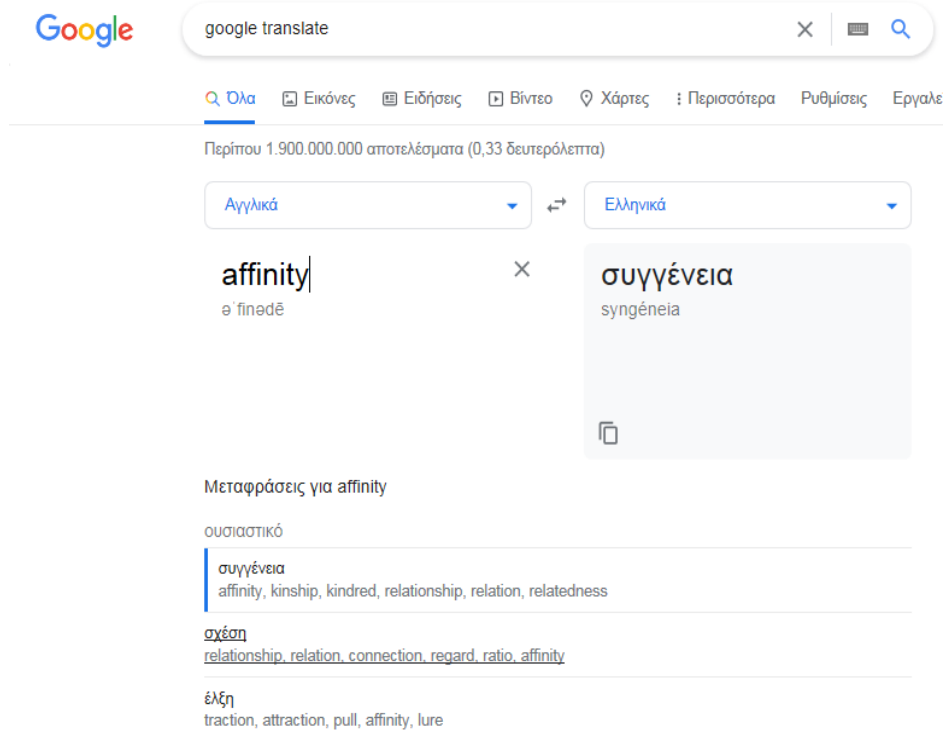 Google google translate
Όλα Εικόνες Ειδήσεις Βίντεο Χάρτες Περισσότερα Ρυθμίσεις Εργαλε
Περίπου 1.900.000.000 αποτελέσματα (0,33 δευτερόλεπτα)
Αγγλικά Ελληνικά
affinity συγγένεια
əˈfinədē syngéneia
Μεταφράσεις για affinity
ουσιαστικό
συγγένεια
affinity, kinship, kindred, relationship, relation, relatedness
σχέση
relationship, relation, connection, regard, ratio, affinity
έλξη
traction, attraction, pull, affinity, lure